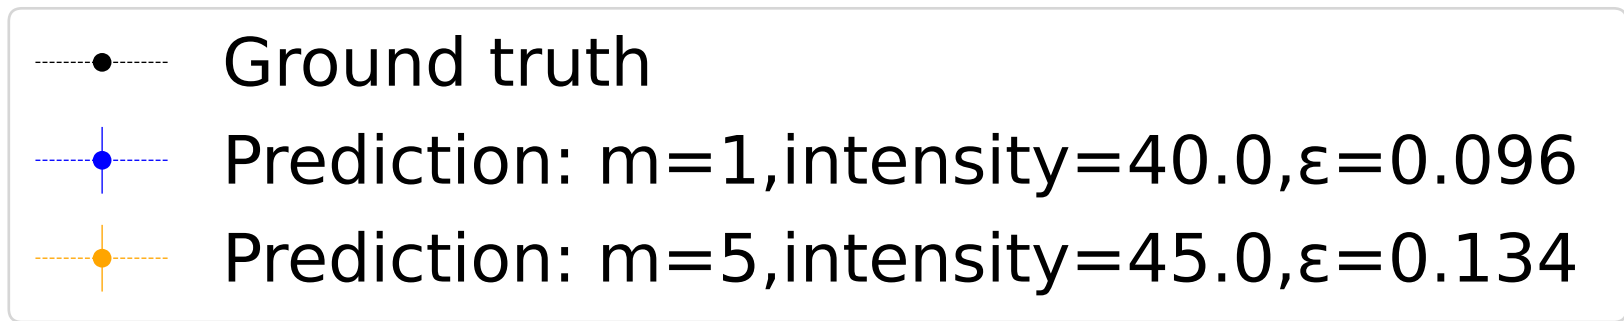 Ground truth
Prediction: m=1,intensity=40.0,ε=0.096
Prediction: m=5,intensity=45.0,ε=0.134